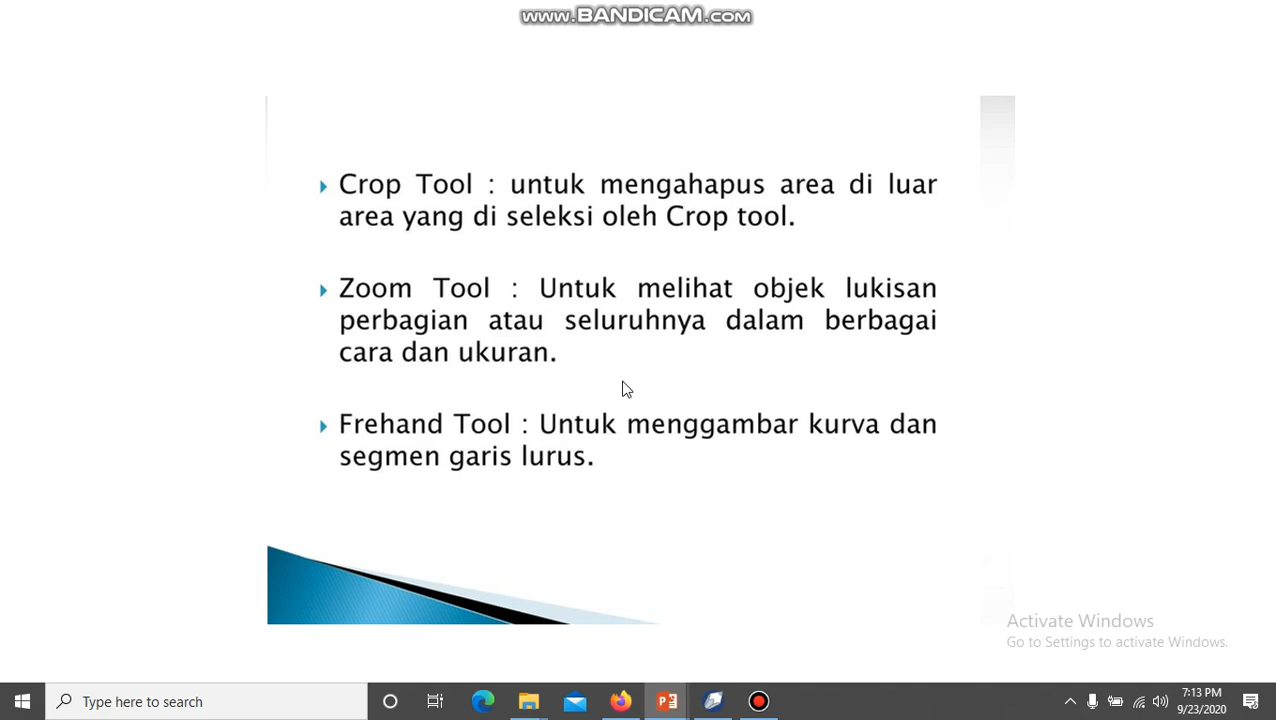 www.BANDICAM.com
Crop Tool : untuk mengahapus area di luar
area yang di seleksi oleh Crop tool.
Zoom Tool : Untuk melihat objek lukisan
perbagian atau seluruhnya dalam berbagai
cara dan ukuran.
Frehand Tool : Untuk menggambar kurva dan
segmen garis lurus.
Activate Windows
Go to Settings to activate Windows.
Type here to search
7:13 PM
9/23/2020